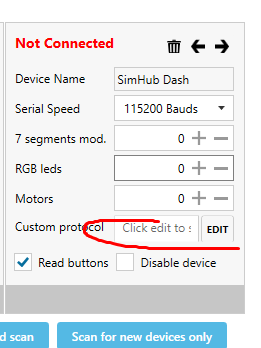 Not Connected
Device Name SimHub Dash
Serial Speed 115200 Bauds
7 segments mod. 0
RGB leds 0
Motors 0
Custom protocol Click edit to s EDIT
Read buttons Disable device
d scan Scan for new devices only